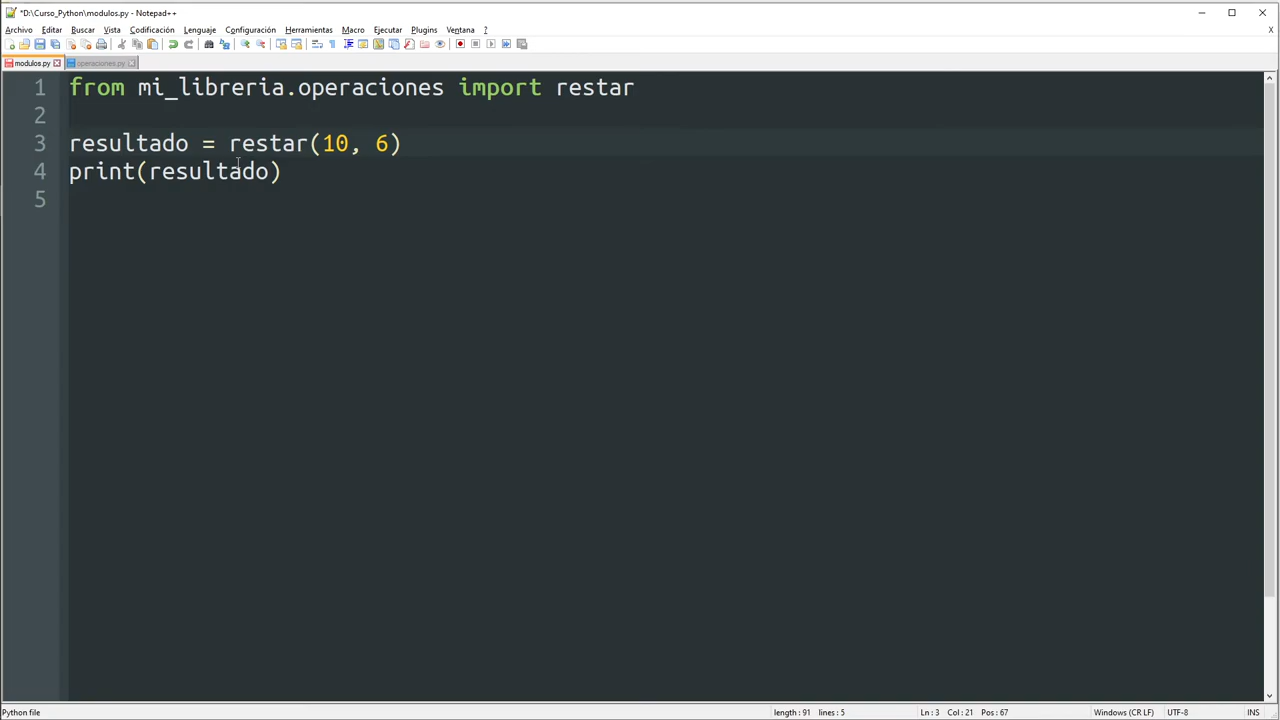 *D:\Curso_Python\modulos.py - Notepad++
Archivo Editar Buscar Vista Codificación Lenguaje Configuración Herramientas Macro Ejecutar Plugins Ventana ? X
modulos.py operaciones.py
1 from mi_libreria.operaciones import restar
2
3 resultado = restar(10, 6)
4 print(resultado)
5
Python file length : 91 lines : 5 Ln : 3 Col : 21 Pos : 67 Windows (CR LF) UTF-8 INS